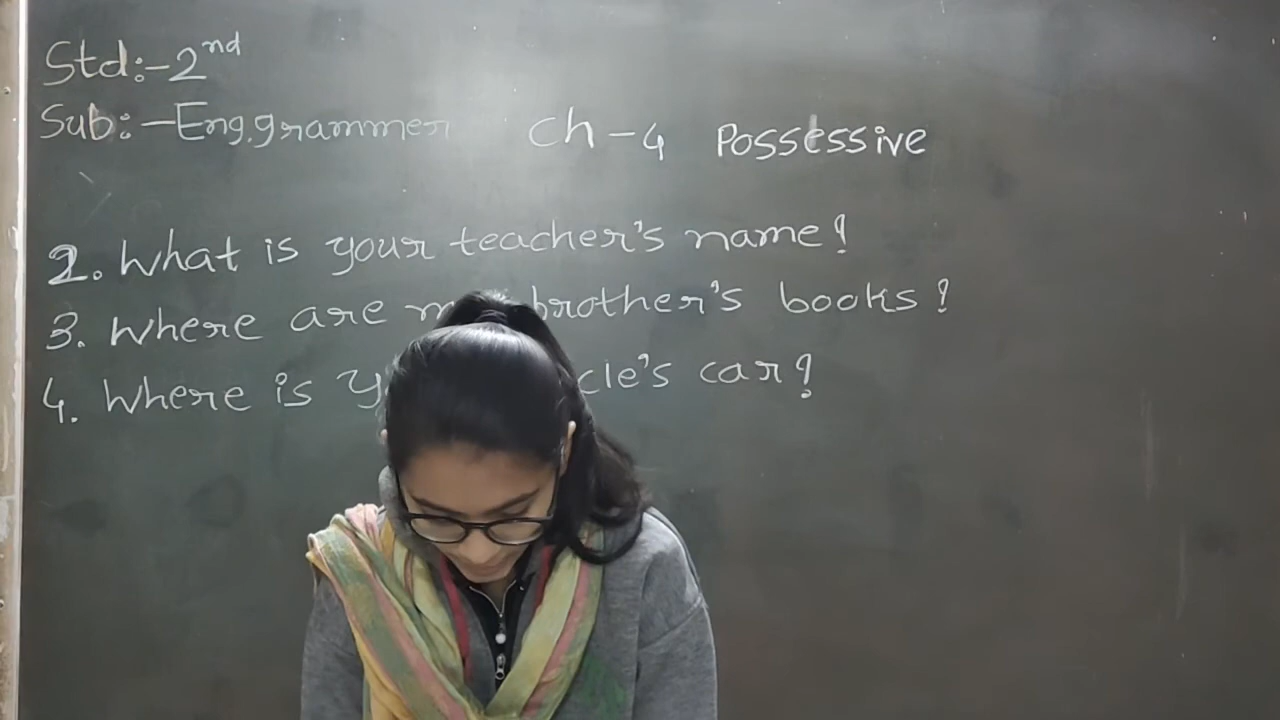 Std:-2nd
Sub:-Eng.grammer Ch-4 Possessive
2. What is your teacher's name?
3. Where are brother's books?
4. Where is car?